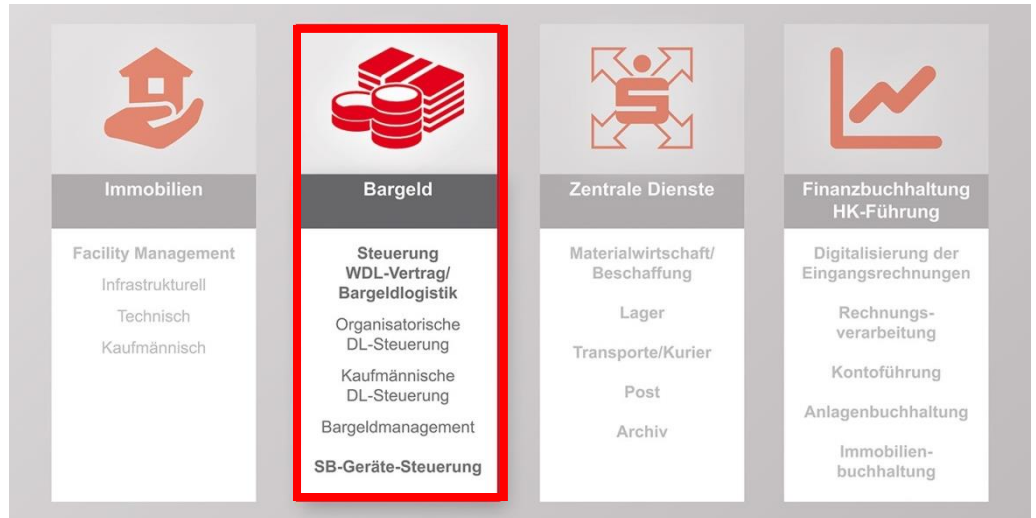 Immobilien
Facility Management
Infrastrukturell
Technisch
Kaufmännisch
Bargeld
Steuerung
WDL-Vertrag/
Bargeldlogistik
Organisatorische
DL-Steuerung
Kaufmännische
DL-Steuerung
Bargeldmanagement
SB-Geräte-Steuerung
Zentrale Dienste
Materialwirtschaft/
Beschaffung
Lager
Transporte/Kurier
Post
Archiv
Finanzbuchhaltung
HK-Führung
Digitalisierung der
Eingangsrechnungen
Rechnungs-
verarbeitung
Kontoführung
Anlagenbuchhaltung
Immobilien-
buchhaltung